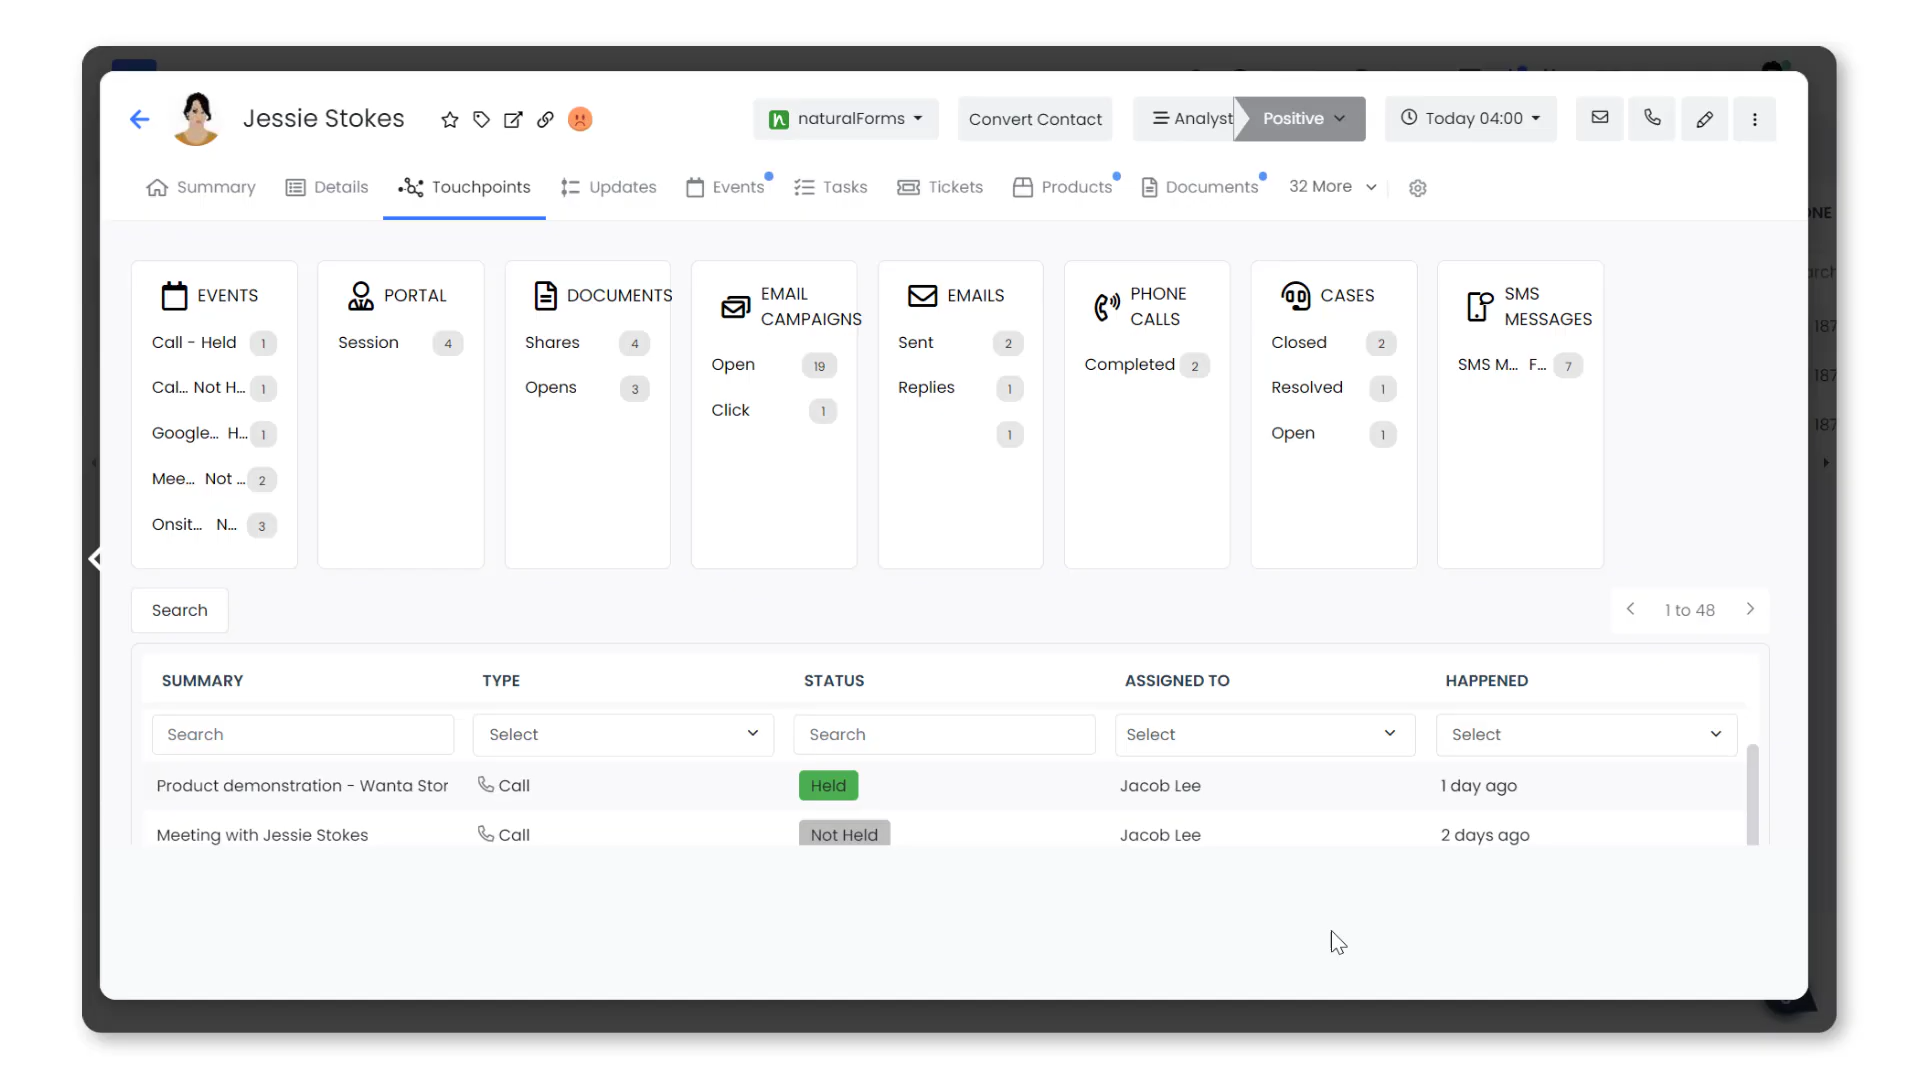 Jessie Stokes
naturalForms
Convert Contact
Analyst
Positive
Today 04:00
Summary
Details
Touchpoints
Updates
Events
Tasks
Tickets
Products
Documents
32 More
EVENTS
Call - Held 1
Cal... Not H... 1
Google... H... 1
Mee... Not ... 2
Onsit... N... 3
PORTAL
Session 4
DOCUMENTS
Shares 4
Opens 3
EMAIL
CAMPAIGNS
Open 19
Click 1
EMAILS
Sent 2
Replies 1
1
PHONE
CALLS
Completed 2
CASES
Closed 2
Resolved 1
Open 1
SMS
MESSAGES
SMS M... F... 7
Search
1 to 48
SUMMARY TYPE STATUS ASSIGNED TO HAPPENED
Search Select Search Select Select
Product demonstration - Wanta Stor Call Held Jacob Lee 1 day ago
Meeting with Jessie Stokes Call Not Held Jacob Lee 2 days ago
187
187
187